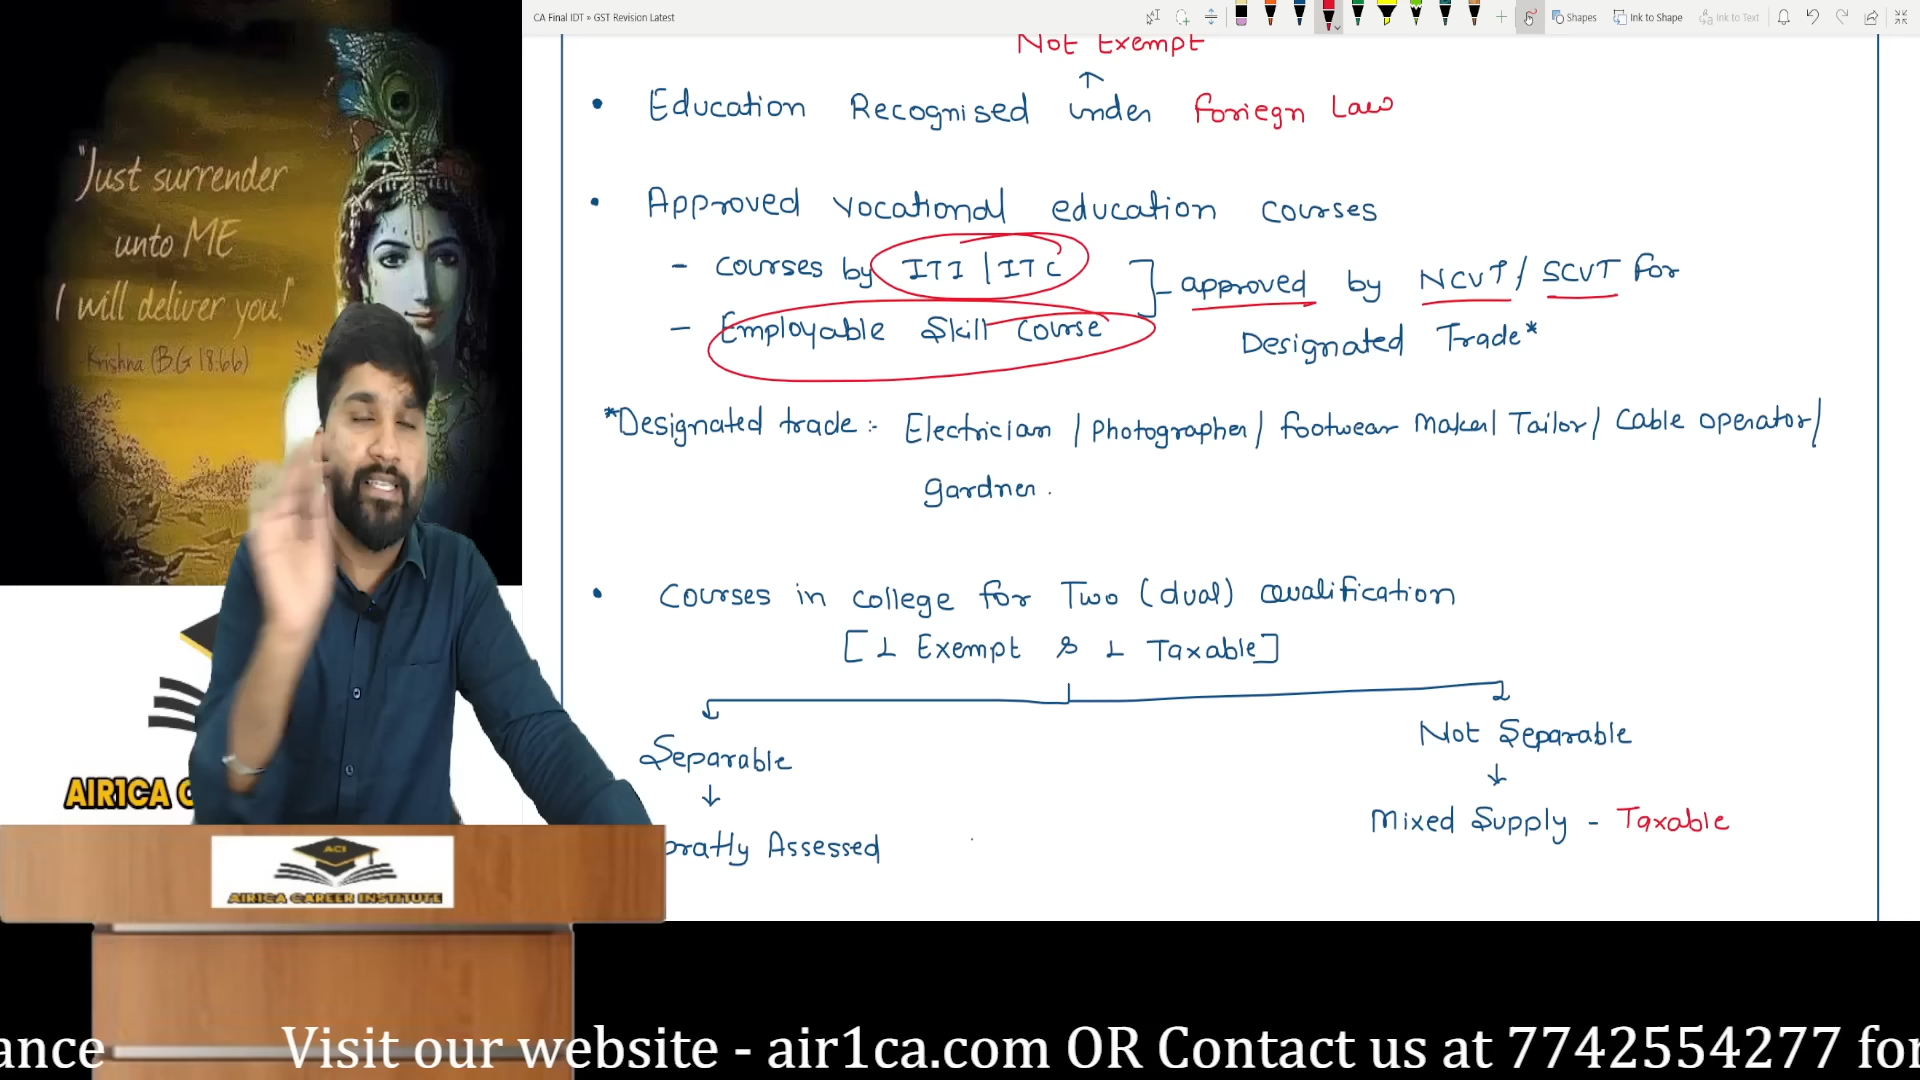 CA Final IDT » GST Revision Latest
Shapes
Ink to Shape
Ink to Text
Not Exempt
↑
• Education Recognised under foriegn Law
• Approved vocational education courses
- courses by ITI | ITC
- Employable Skill Course
approved by NCVT/ SCVT for
Designated Trade*
*Designated trade :- Electrician / Photographer/ footwear Maker/ Tailor/ Cable operator/
gardner.
• Courses in college for Two (dual) Qualification
[1 Exempt & 1 Taxable]
Separable
Not Separable
↓
↓
Mixed Supply - Taxable
Assessed
"Just surrender
unto ME
I will deliver you!"
-Krishna (B.G 18:66)
AIR1CA
ACI
AIR1CA CAREER INSTITUTE
ance Visit our website - air1ca.com OR Contact us at 7742554277 for